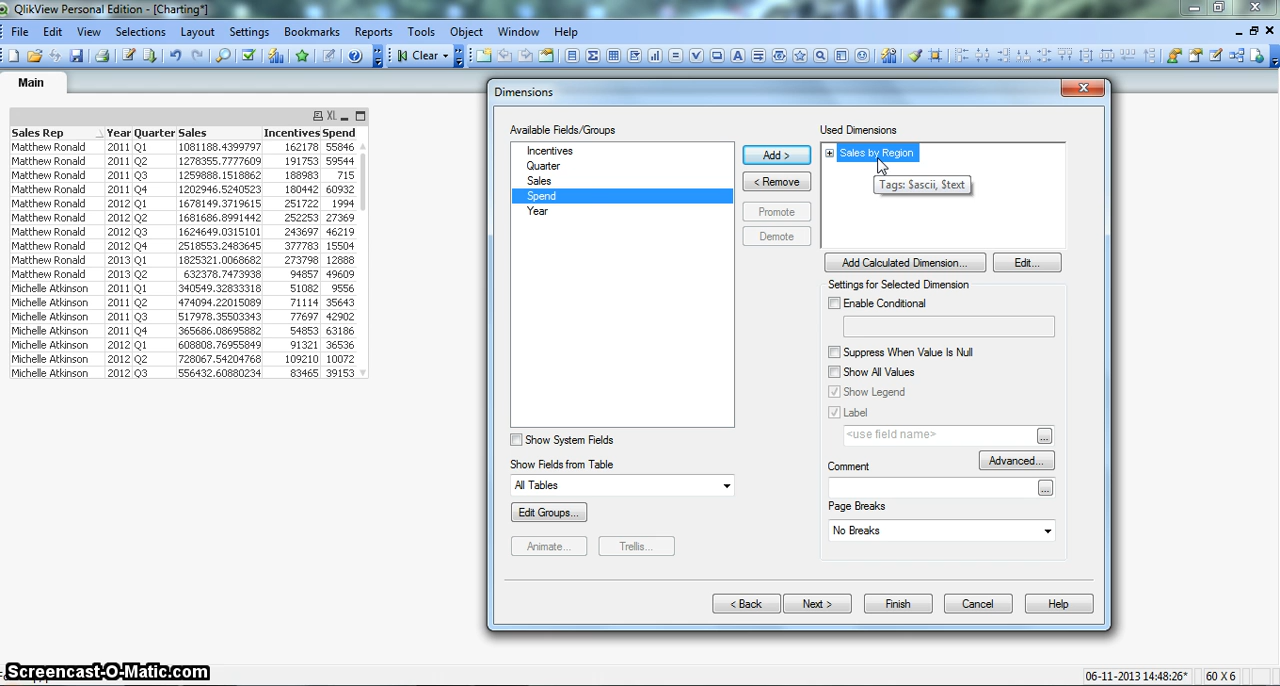 QlikView Personal Edition - [Charting*]
File Edit View Selections Layout Settings Bookmarks Reports Tools Object Window Help
Clear
Main
XL
Sales Rep Year Quarter Sales Incentives Spend
Matthew Ronald 2011 Q1 1081188.4399797 162178 55846
Matthew Ronald 2011 Q2 1278355.7777609 191753 59544
Matthew Ronald 2011 Q3 1259886.1518862 188983 715
Matthew Ronald 2011 Q4 1202946.5240523 180442 60932
Matthew Ronald 2012 Q1 1678149.3719615 251722 1994
Matthew Ronald 2012 Q2 1681686.8991442 252253 27369
Matthew Ronald 2012 Q3 1624649.0315101 243697 46219
Matthew Ronald 2012 Q4 2518553.2483645 377783 15504
Matthew Ronald 2013 Q1 1825321.0068682 273798 12888
Matthew Ronald 2013 Q2 632378.7473938 94857 49609
Michelle Atkinson 2011 Q1 340549.32833318 51082 9556
Michelle Atkinson 2011 Q2 474094.22015089 71114 35643
Michelle Atkinson 2011 Q3 517978.35503343 77697 42902
Michelle Atkinson 2011 Q4 365686.08695882 54853 63186
Michelle Atkinson 2012 Q1 608808.76955849 91321 36536
Michelle Atkinson 2012 Q2 728067.54204768 109210 10072
Michelle Atkinson 2012 Q3 556432.60880234 83465 39153
Dimensions
Available Fields/Groups
Incentives
Quarter
Sales
Spend
Year
Add >
< Remove
Promote
Demote
Used Dimensions
Sales by Region
Tags: $ascii, $text
Add Calculated Dimension... Edit...
Settings for Selected Dimension
Enable Conditional
Suppress When Value Is Null
Show All Values
Show Legend
Label
<use field name> ...
Advanced...
Comment
...
Page Breaks
No Breaks
Show System Fields
Show Fields from Table
All Tables
Edit Groups...
Animate... Trellis...
< Back Next > Finish Cancel Help
Screencast-O-Matic.com
06-11-2013 14:48:26* 60 X 6